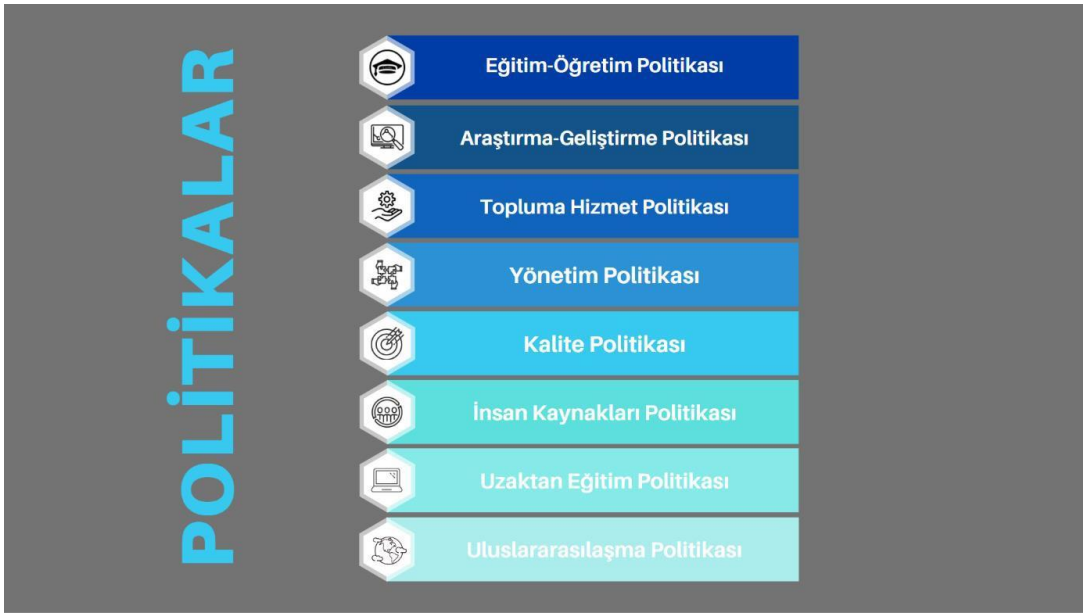 POLİTİKALAR
Eğitim-Öğretim Politikası
Araştırma-Geliştirme Politikası
Topluma Hizmet Politikası
Yönetim Politikası
Kalite Politikası
İnsan Kaynakları Politikası
Uzaktan Eğitim Politikası
Uluslararasılaşma Politikası